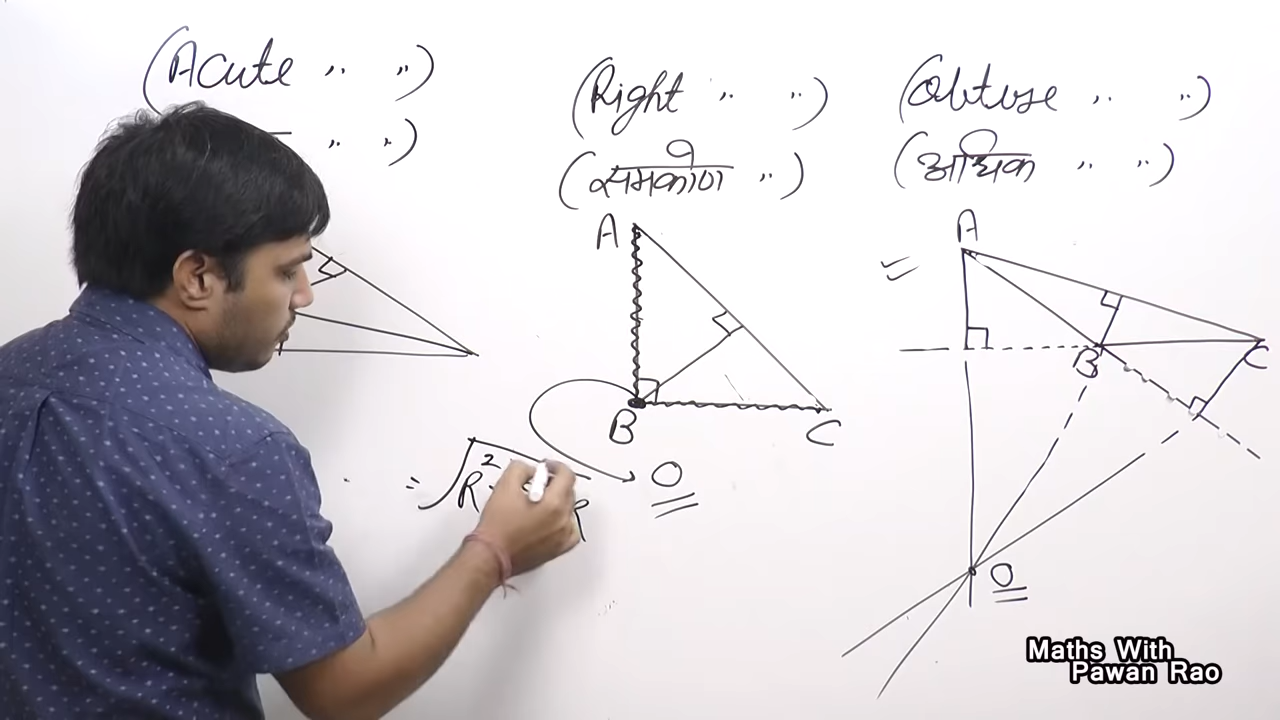 (Acute " ")
" ")
(Right " ")
(समकोण ")
(Obtuse " ")
(अधिक " ")
A
B
C
O
= √R² R
A
B
C
O
Maths With
Pawan Rao